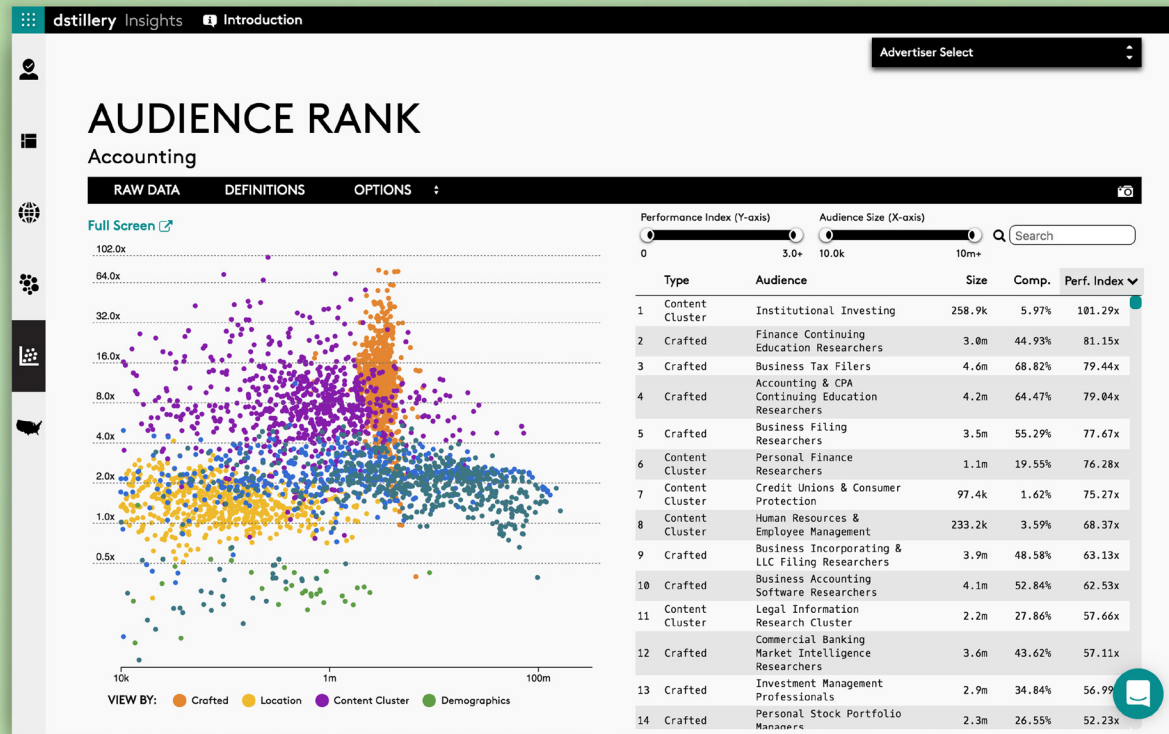 dstillery Insights Introduction
Advertiser Select
AUDIENCE RANK
Accounting
RAW DATA DEFINITIONS OPTIONS
Full Screen
102.0x
64.0x
32.0x
16.0x
8.0x
4.0x
2.0x
1.0x
0.5x
10k 1m 100m
VIEW BY: Crafted Location Content Cluster Demographics
Performance Index (Y-axis) Audience Size (X-axis)
Search
0 3.0+ 10.0k 10m+
Type Audience Size Comp. Perf. Index
1 Content Cluster Institutional Investing 258.9k 5.97% 101.29x
2 Crafted Finance Continuing Education Researchers 3.0m 44.93% 81.15x
3 Crafted Business Tax Filers 4.6m 68.82% 79.44x
4 Crafted Accounting & CPA Continuing Education Researchers 4.2m 64.47% 79.04x
5 Crafted Business Filing Researchers 3.5m 55.29% 77.67x
6 Content Cluster Personal Finance Researchers 1.1m 19.55% 76.28x
7 Content Cluster Credit Unions & Consumer Protection 97.4k 1.62% 75.27x
8 Content Cluster Human Resources & Employee Management 233.2k 3.59% 68.37x
9 Crafted Business Incorporating & LLC Filing Researchers 3.9m 48.58% 63.13x
10 Crafted Business Accounting Software Researchers 4.1m 52.84% 62.53x
11 Content Cluster Legal Information Research Cluster 2.2m 27.86% 57.66x
12 Crafted Commercial Banking Market Intelligence Researchers 3.6m 43.62% 57.11x
13 Crafted Investment Management Professionals 2.9m 34.84% 56.99
14 Crafted Personal Stock Portfolio Managers 2.3m 26.55% 52.23x